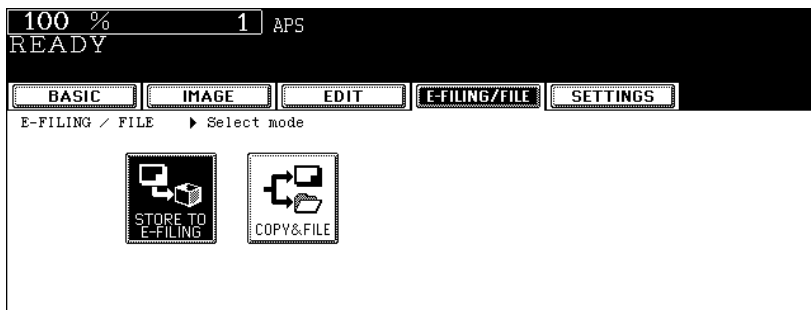 100 % 1 APS
READY
BASIC IMAGE EDIT E-FILING/FILE SETTINGS
E-FILING / FILE ▶ Select mode
STORE TO
E-FILING
COPY&FILE